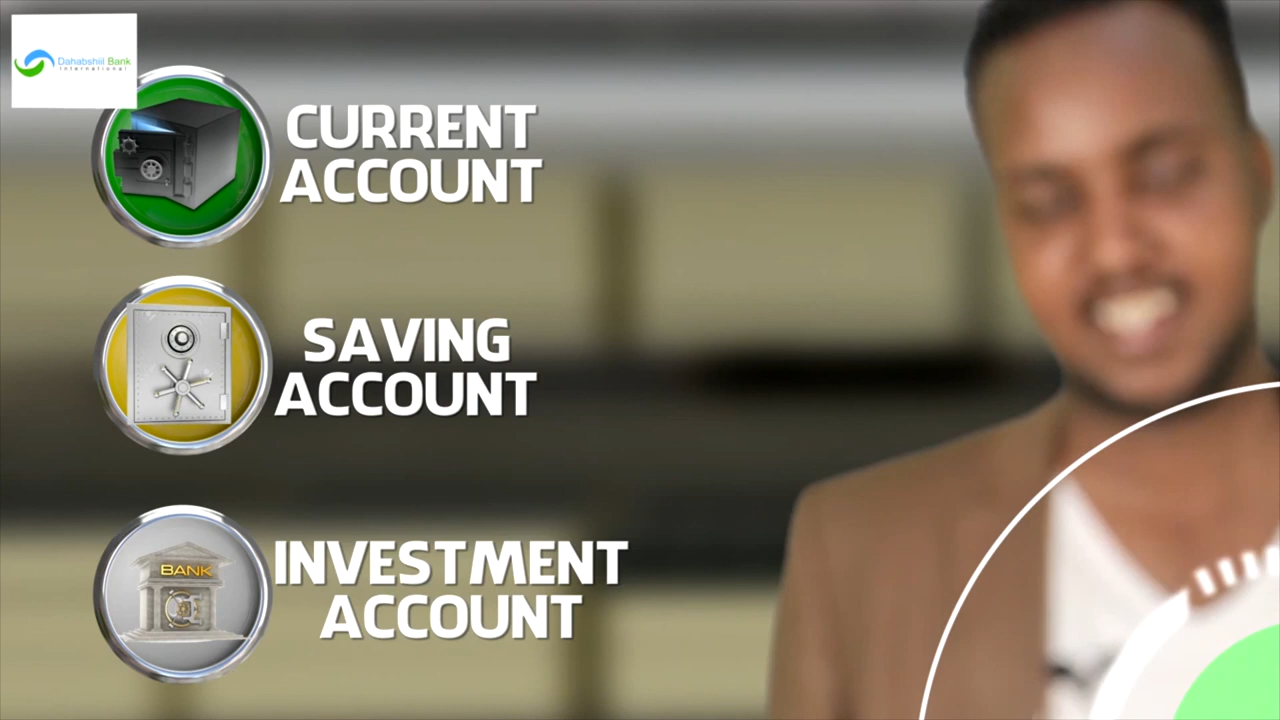 Dahabshiil Bank
International
CURRENT
ACCOUNT
SAVING
ACCOUNT
INVESTMENT
ACCOUNT
BANK